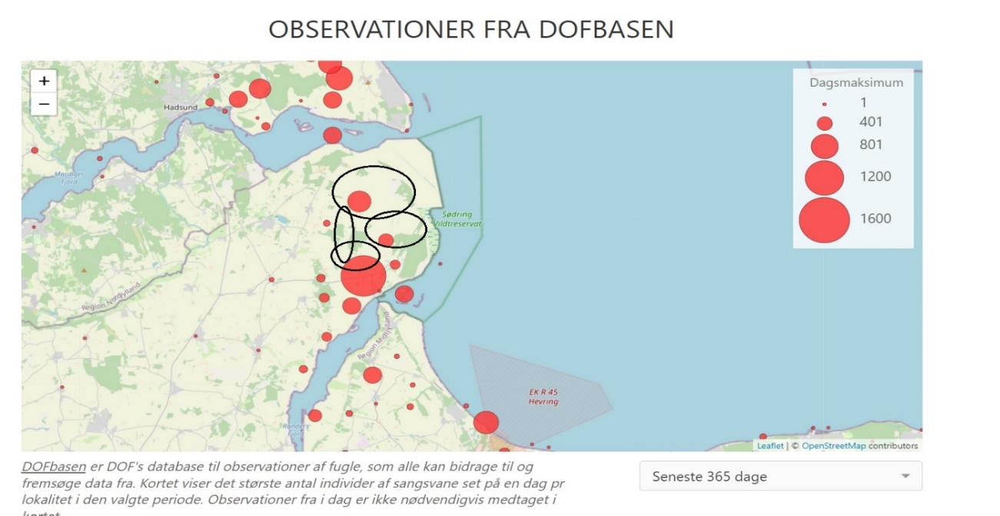 OBSERVATIONER FRA DOFBASEN
+
−
Hadsund
Mariager
Fjord
Sødring
Vildtreservat
Region Nordjylland
Region Midtjylland
Randers
EK R 45
Hevring
Dagsmaksimum
1
401
801
1200
1600
Leaflet | © OpenStreetMap contributors
DOFbasen er DOF's database til observationer af fugle, som alle kan bidrage til og
fremsøge data fra. Kortet viser det største antal individer af sangsvane set på en dag pr
lokalitet i den valgte periode. Observationer fra i dag er ikke nødvendigvis medtaget i
kortet.
Seneste 365 dage